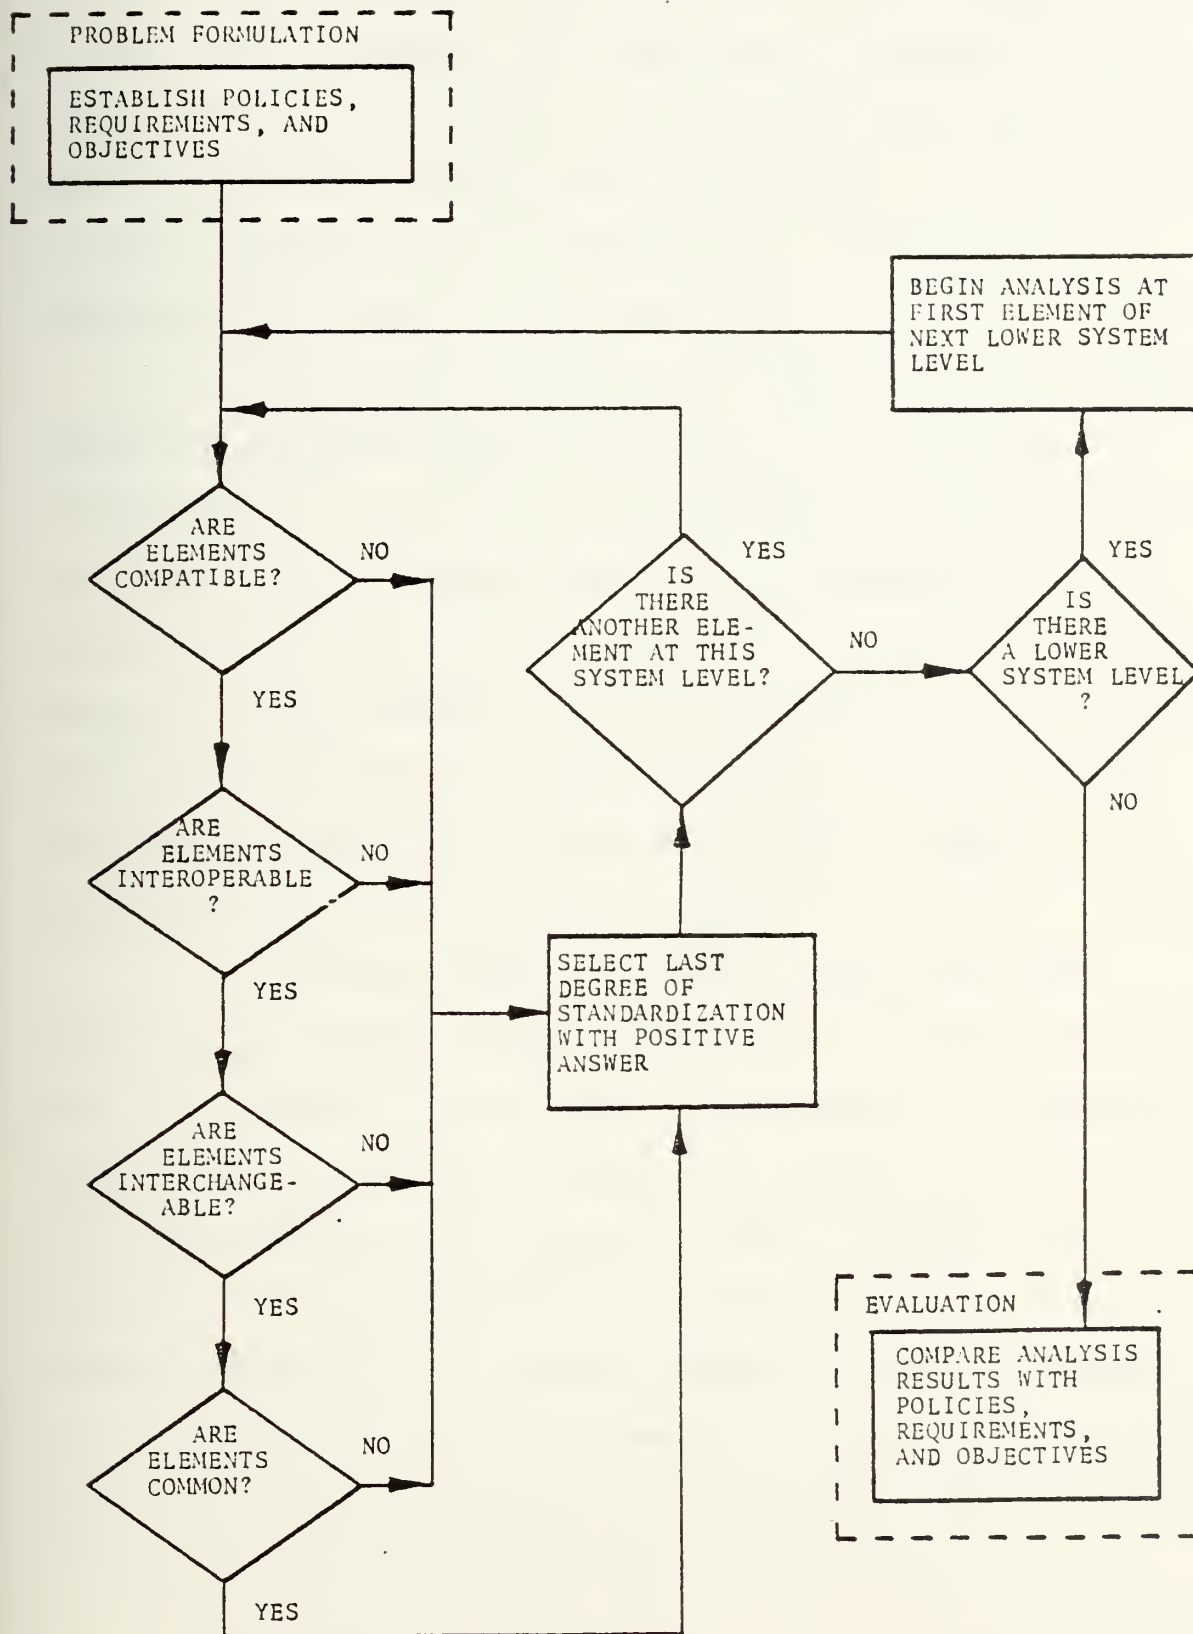 PROBLEM FORMULATION
ESTABLISH POLICIES,
REQUIREMENTS, AND
OBJECTIVES
BEGIN ANALYSIS AT
FIRST ELEMENT OF
NEXT LOWER SYSTEM
LEVEL
ARE
ELEMENTS
COMPATIBLE?
NO
YES
IS
THERE
ANOTHER ELE-
MENT AT THIS
SYSTEM LEVEL?
YES
NO
IS
THERE
A LOWER
SYSTEM LEVEL
?
YES
NO
ARE
ELEMENTS
INTEROPERABLE
?
NO
YES
SELECT LAST
DEGREE OF
STANDARDIZATION
WITH POSITIVE
ANSWER
ARE
ELEMENTS
INTERCHANGE-
ABLE?
NO
YES
ARE
ELEMENTS
COMMON?
NO
YES
EVALUATION
COMPARE ANALYSIS
RESULTS WITH
POLICIES,
REQUIREMENTS,
AND OBJECTIVES